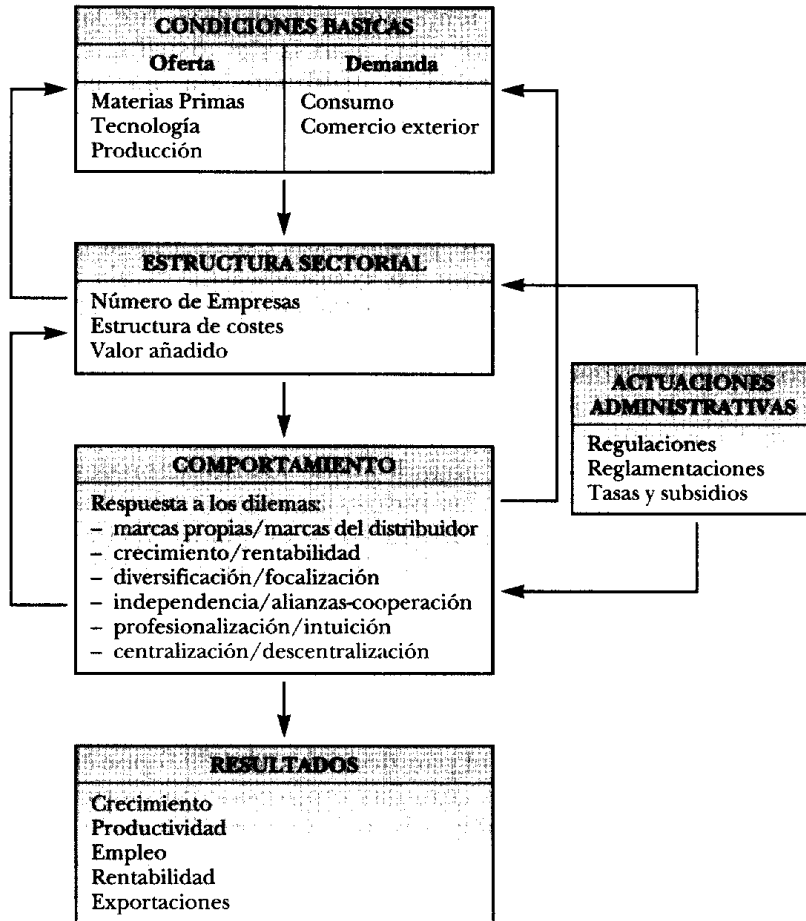 CONDICIONES BASICAS
Oferta
Materias Primas
Tecnología
Producción
Demanda
Consumo
Comercio exterior
ESTRUCTURA SECTORIAL
Número de Empresas
Estructura de costes
Valor añadido
ACTUACIONES
ADMINISTRATIVAS
Regulaciones
Reglamentaciones
Tasas y subsidios
COMPORTAMIENTO
Respuesta a los dilemas:
– marcas propias/marcas del distribuidor
– crecimiento/rentabilidad
– diversificación/focalización
– independencia/alianzas-cooperación
– profesionalización/intuición
– centralización/descentralización
RESULTADOS
Crecimiento
Productividad
Empleo
Rentabilidad
Exportaciones